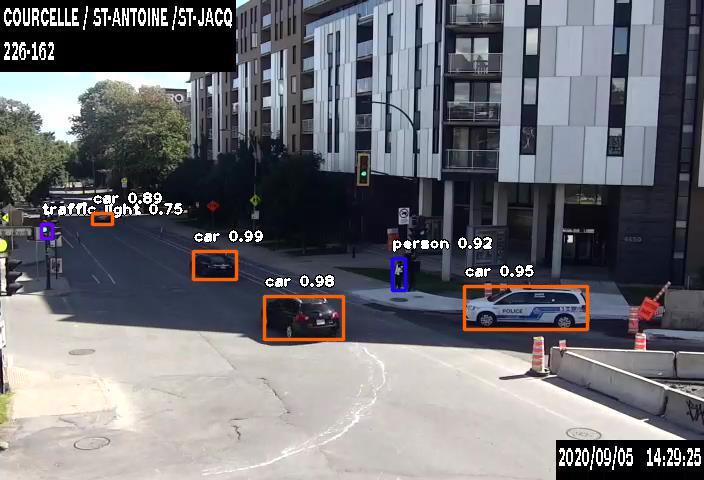 COURCELLE / ST-ANTOINE /ST-JACQ
226-162
car 0.89
traffic light 0.75
car 0.99
person 0.92
car 0.98
car 0.95
POLICE
4650
2020/09/05 14:29:25